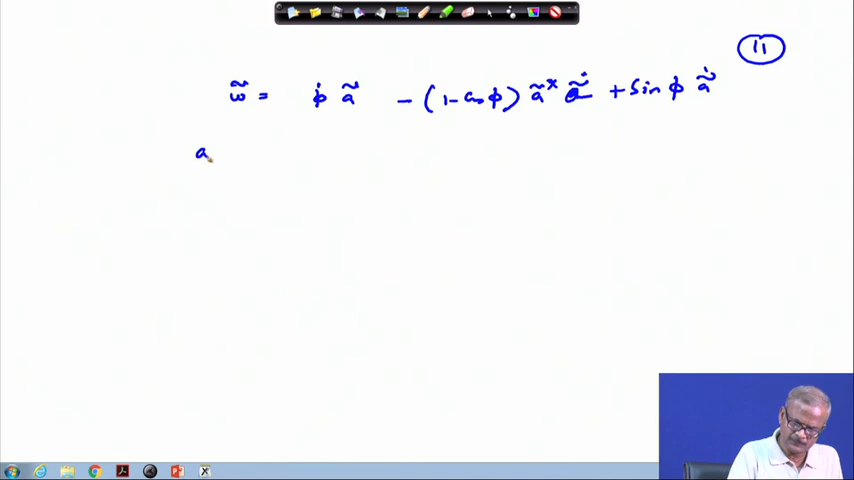 11
ω̃ = φ̇ ã - (1 - cos φ) ã^× ã̇ + Sin φ ã̇
a